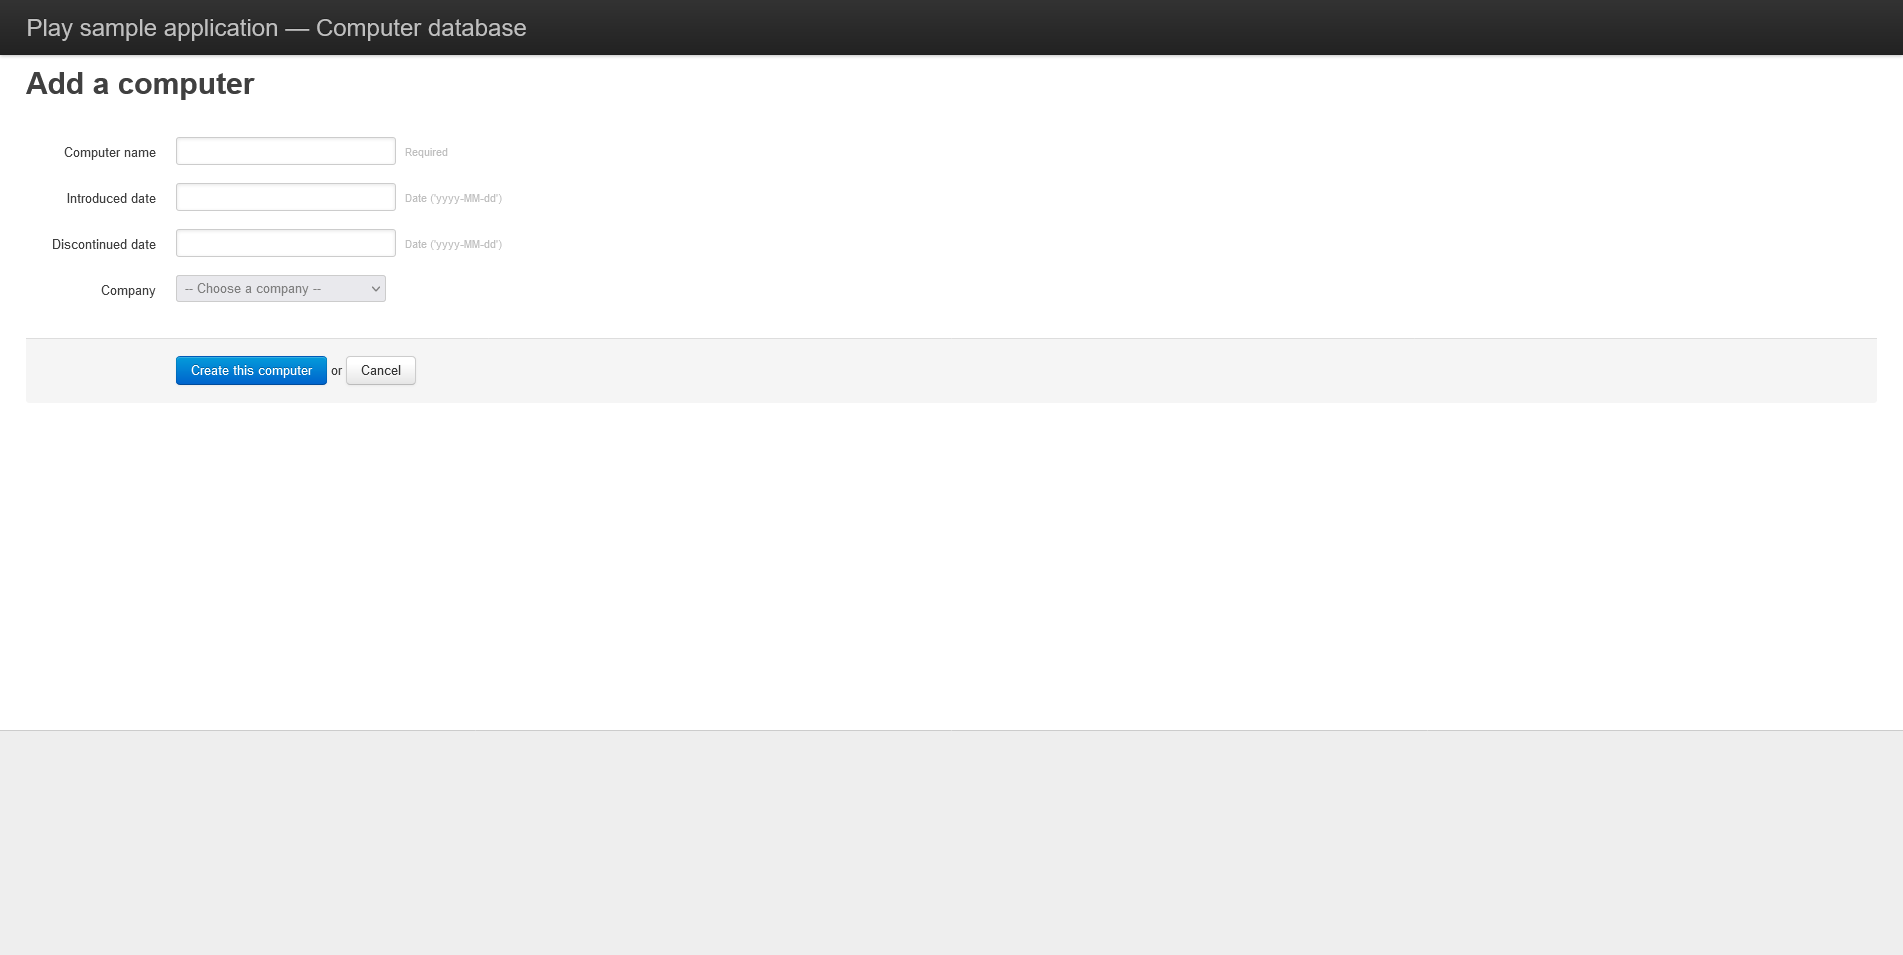 Play sample application — Computer database
Add a computer
Computer name Required
Introduced date Date ('yyyy-MM-dd')
Discontinued date Date ('yyyy-MM-dd')
Company -- Choose a company --
Create this computer or Cancel